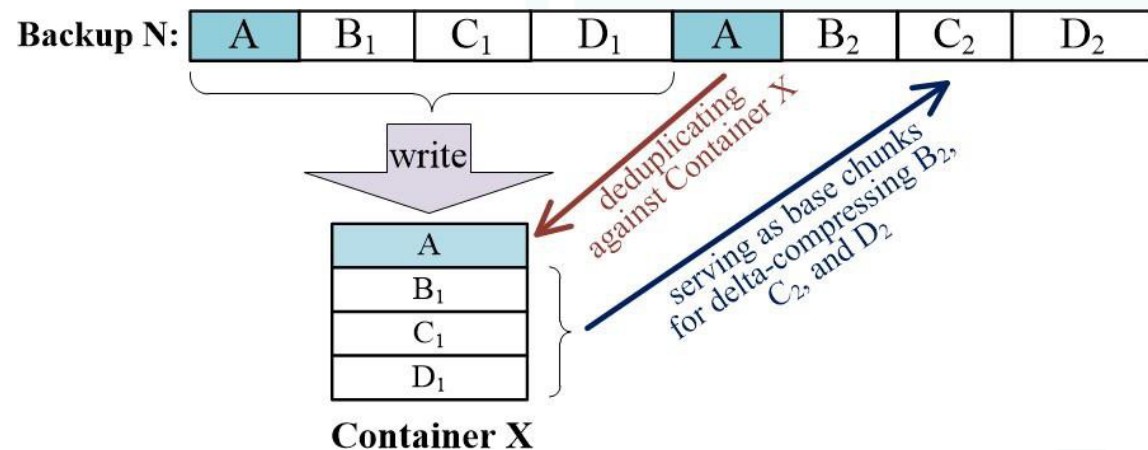 Backup N: A B₁ C₁ D₁ A B₂ C₂ D₂
write
deduplicating
against Container X
serving as base chunks
for delta-compressing B₂,
C₂, and D₂
A
B₁
C₁
D₁
Container X